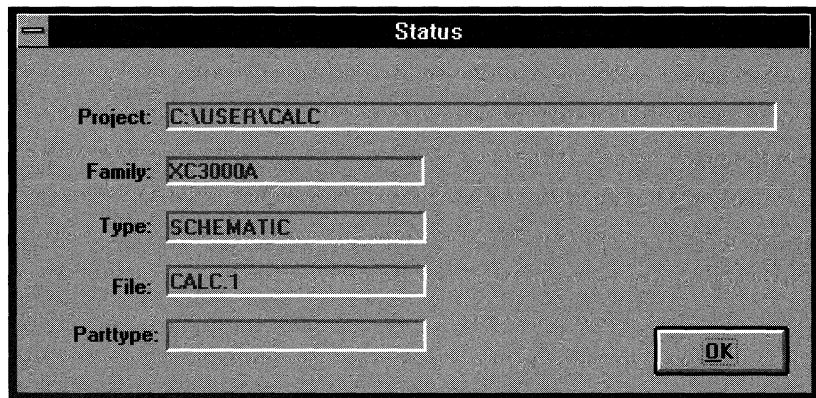 Status
Project: C:\USER\CALC
Family: XC3000A
Type: SCHEMATIC
File: CALC.1
Parttype:
OK